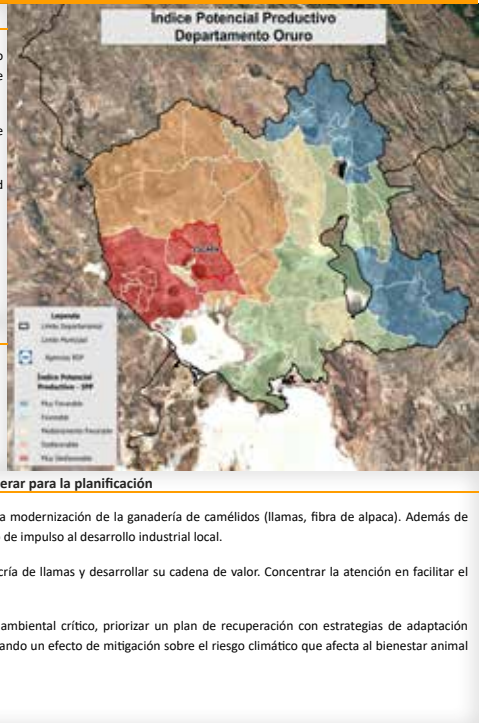 Índice Potencial Productivo
Departamento Oruro
Leyenda
Límite Departamental
Límite Municipal
Agencias BDP
Índice Potencial
Productivo - IPP
Muy Favorable
Favorable
Medianamente Favorable
Desfavorable
Muy Desfavorable
erar para la planificación
a modernización de la ganadería de camélidos (llamas, fibra de alpaca). Además de
de impulso al desarrollo industrial local.
cría de llamas y desarrollar su cadena de valor. Concentrar la atención en facilitar el
ambiental crítico, priorizar un plan de recuperación con estrategias de adaptación
ando un efecto de mitigación sobre el riesgo climático que afecta al bienestar animal